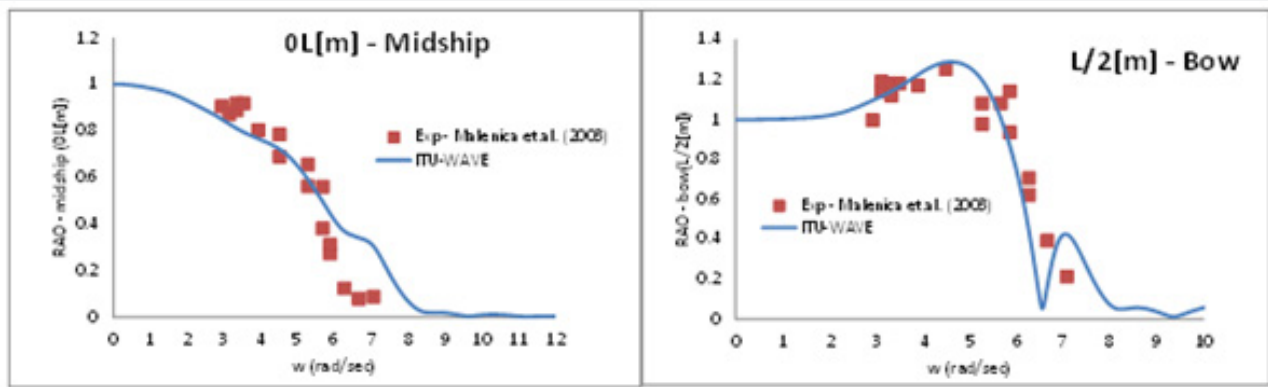 0L[m] - Midship
1.2
1
0.8
0.6
0.4
0.2
0
RAO - midship (0L[m])
Exp- Malenica et al. (2003)
ITU-WAVE
0 1 2 3 4 5 6 7 8 9 10 11 12
w (rad/sec)
L/2[m] - Bow
1.4
1.2
1
0.8
0.6
0.4
0.2
0
RAO - bow(L/2[m])
Exp- Malenica et al. (2003)
ITU-WAVE
0 1 2 3 4 5 6 7 8 9 10
w (rad/sec)